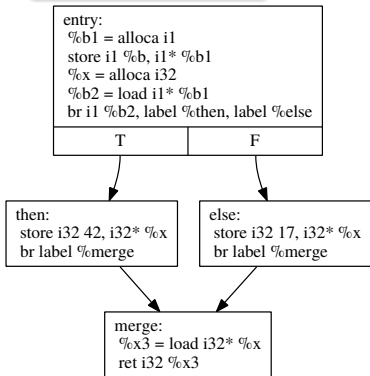 entry:
%b1 = alloca i1
store i1 %b, i1* %b1
%x = alloca i32
%b2 = load i1* %b1
br i1 %b2, label %then, label %else
T F
then:
store i32 42, i32* %x
br label %merge
else:
store i32 17, i32* %x
br label %merge
merge:
%x3 = load i32* %x
ret i32 %x3